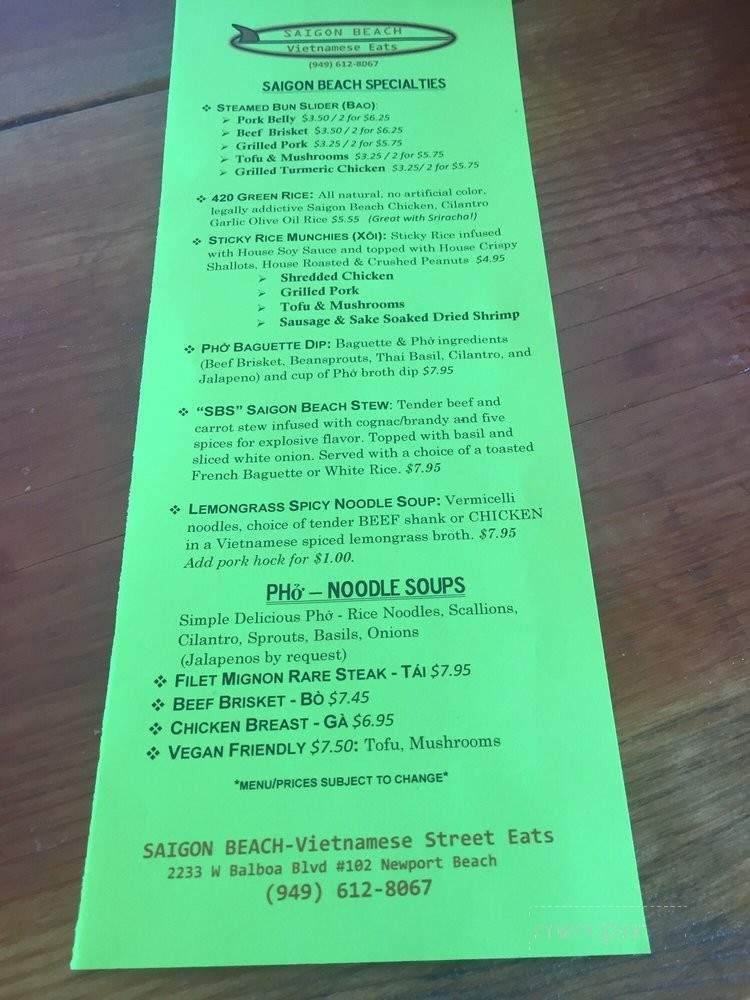 SAIGON BEACH
Vietnamese Eats
(949) 612-8067
SAIGON BEACH SPECIALTIES
❖ STEAMED BUN SLIDER (BAO):
➢ Pork Belly $3.50 / 2 for $6.25
➢ Beef Brisket $3.50 / 2 for $6.25
➢ Grilled Pork $3.25 / 2 for $5.75
➢ Tofu & Mushrooms $3.25 / 2 for $5.75
➢ Grilled Turmeric Chicken $3.25/ 2 for $5.75
❖ 420 GREEN RICE: All natural, no artificial color,
legally addictive Saigon Beach Chicken, Cilantro
Garlic Olive Oil Rice $5.55 (Great with Sriracha!)
❖ STICKY RICE MUNCHIES (XÔI): Sticky Rice infused
with House Soy Sauce and topped with House Crispy
Shallots, House Roasted & Crushed Peanuts $4.95
➢ Shredded Chicken
➢ Grilled Pork
➢ Tofu & Mushrooms
➢ Sausage & Sake Soaked Dried Shrimp
❖ PHỞ BAGUETTE DIP: Baguette & Phở ingredients
(Beef Brisket, Beansprouts, Thai Basil, Cilantro, and
Jalapeno) and cup of Phở broth dip $7.95
❖ "SBS" SAIGON BEACH STEW: Tender beef and
carrot stew infused with cognac/brandy and five
spices for explosive flavor. Topped with basil and
sliced white onion. Served with a choice of a toasted
French Baguette or White Rice. $7.95
❖ LEMONGRASS SPICY NOODLE SOUP: Vermicelli
noodles, choice of tender BEEF shank or CHICKEN
in a Vietnamese spiced lemongrass broth. $7.95
Add pork hock for $1.00.
PHở – NOODLE SOUPS
Simple Delicious Phở - Rice Noodles, Scallions,
Cilantro, Sprouts, Basils, Onions
(Jalapenos by request)
❖ FILET MIGNON RARE STEAK - TÁI $7.95
❖ BEEF BRISKET - BÒ $7.45
❖ CHICKEN BREAST - GÀ $6.95
❖ VEGAN FRIENDLY $7.50: Tofu, Mushrooms
*MENU/PRICES SUBJECT TO CHANGE*
SAIGON BEACH-Vietnamese Street Eats
2233 W Balboa Blvd #102 Newport Beach
(949) 612-8067